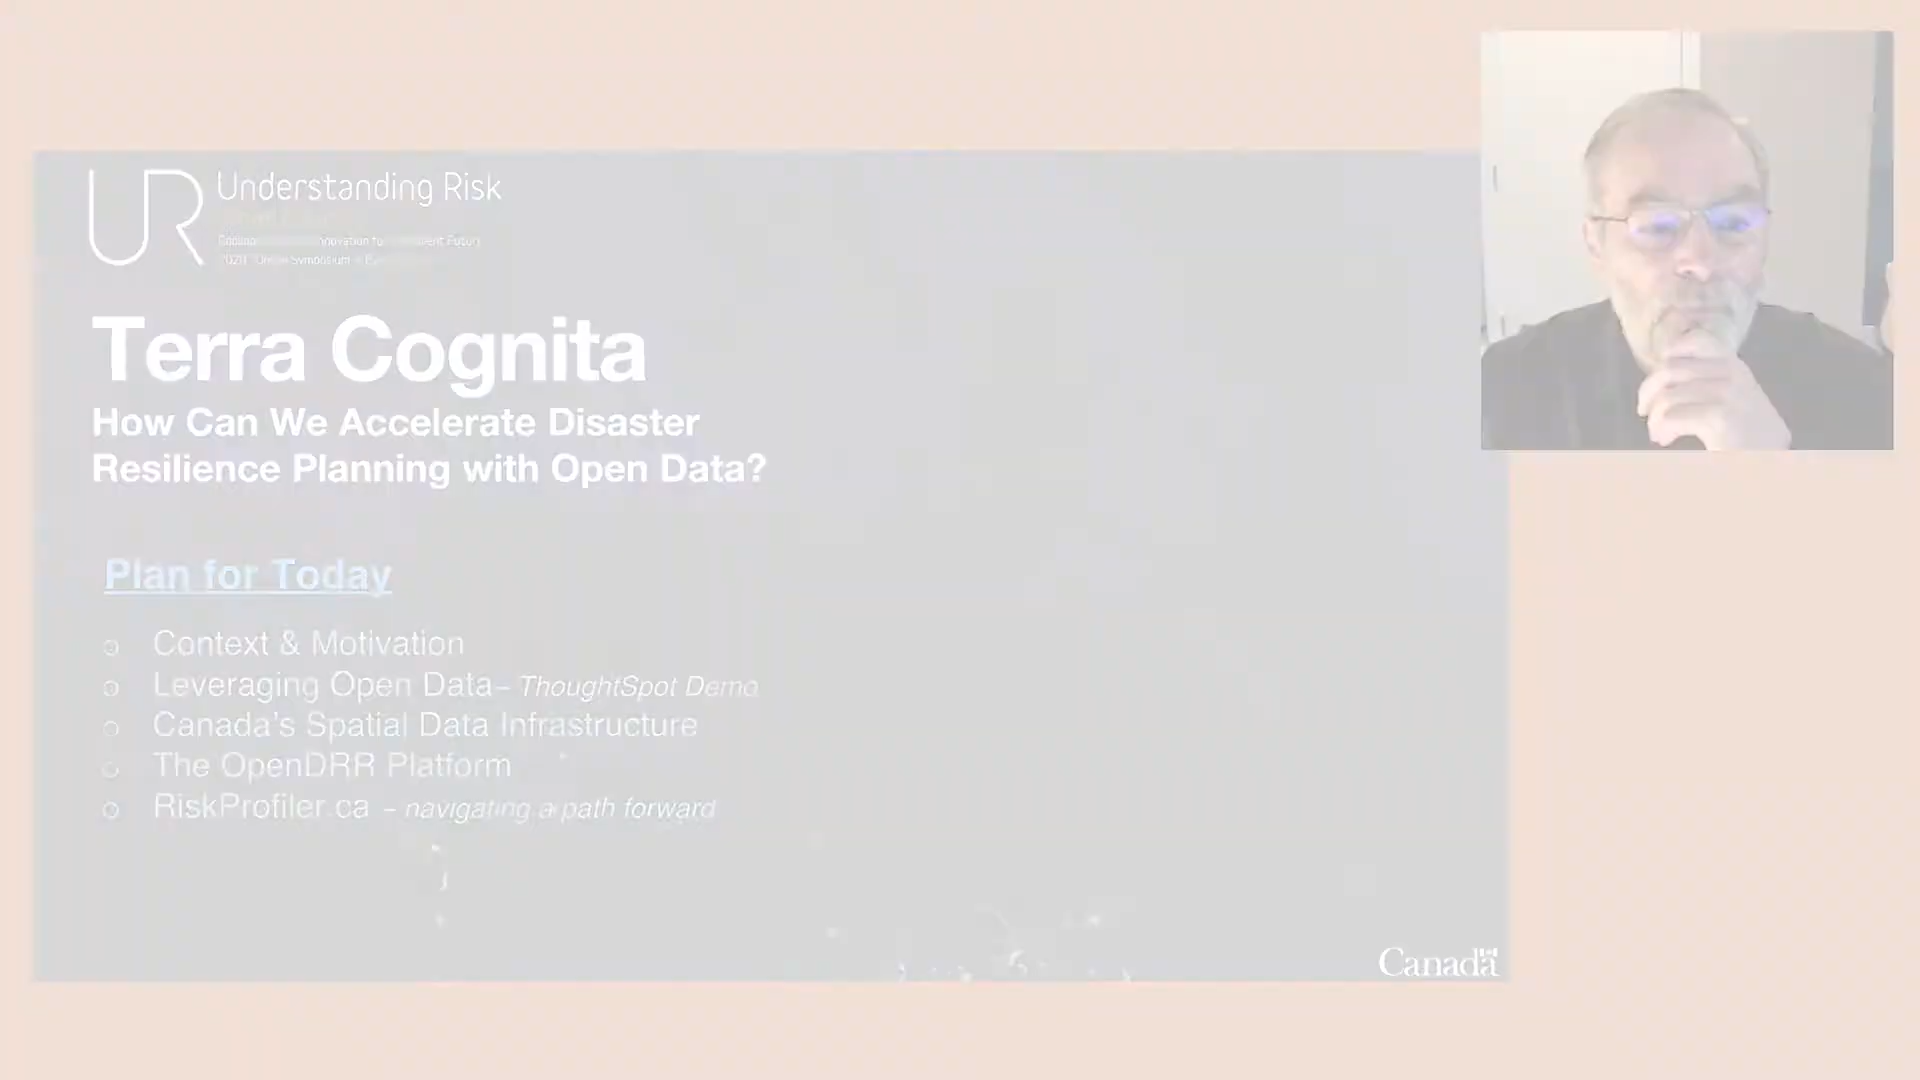 UR
Understanding Risk
Terra Cognita
How Can We Accelerate Disaster
Resilience Planning with Open Data?
Plan for Today
o Context & Motivation
o Leveraging Open Data– ThoughtSpot Demo
o Canada's Spatial Data Infrastructure
o The OpenDRR Platform
o RiskProfiler.ca – navigating a path forward
Canada